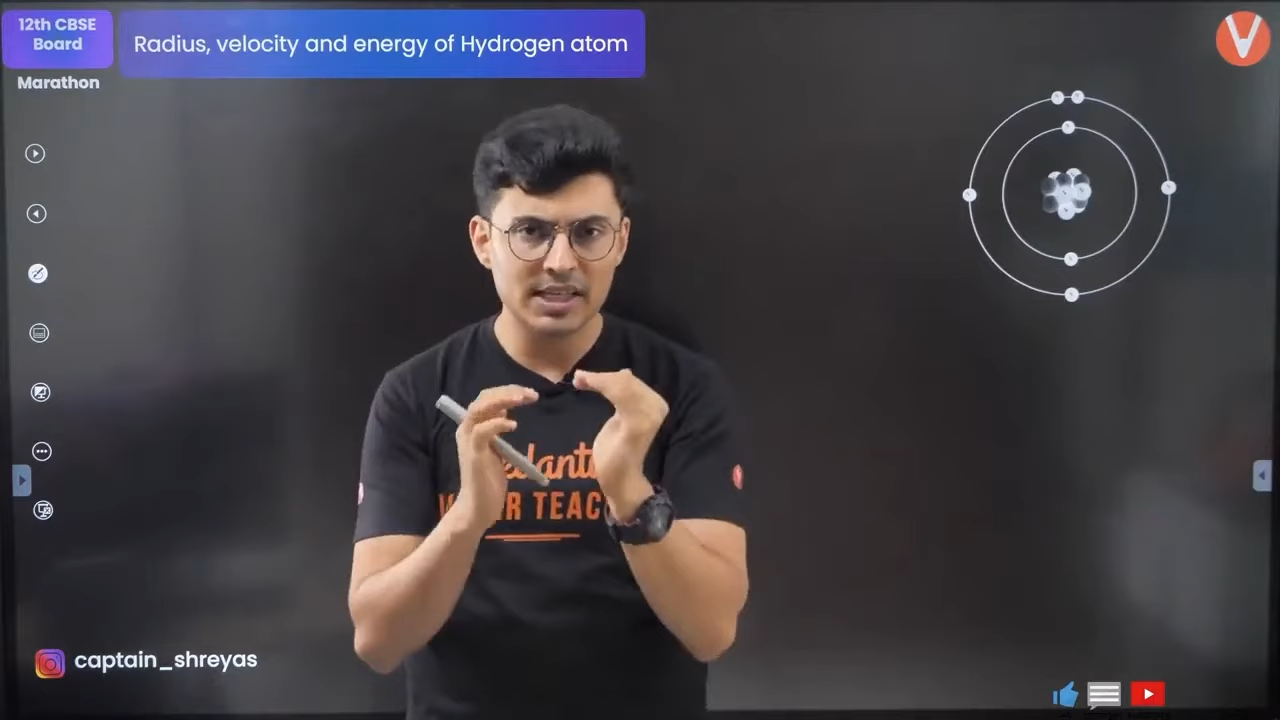 12th CBSE
Board
Marathon
Radius, velocity and energy of Hydrogen atom
V
captain_shreyas